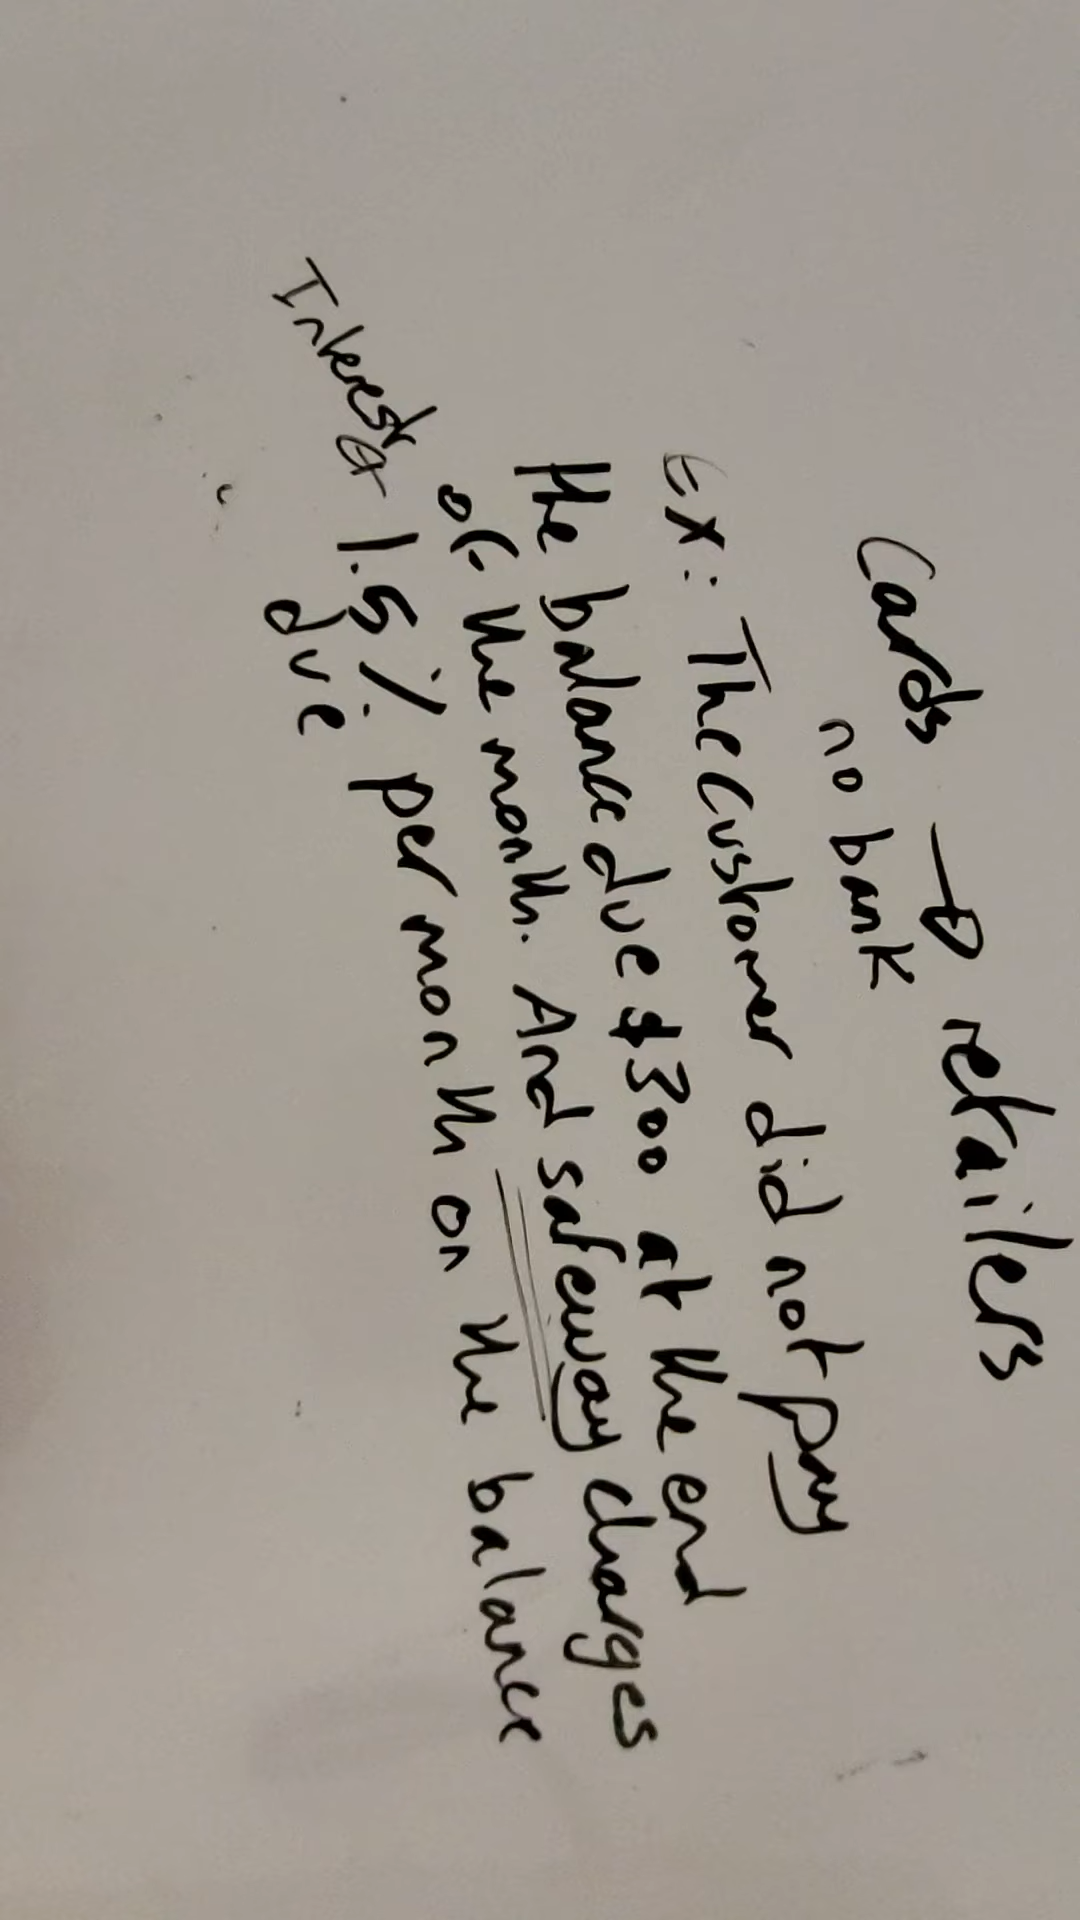 Cards → retailers
no bank
Ex: The customer did not pay
the balance due $300 at the end
of the month. And safeway charges
Interest 1.5% per month on the balance
due